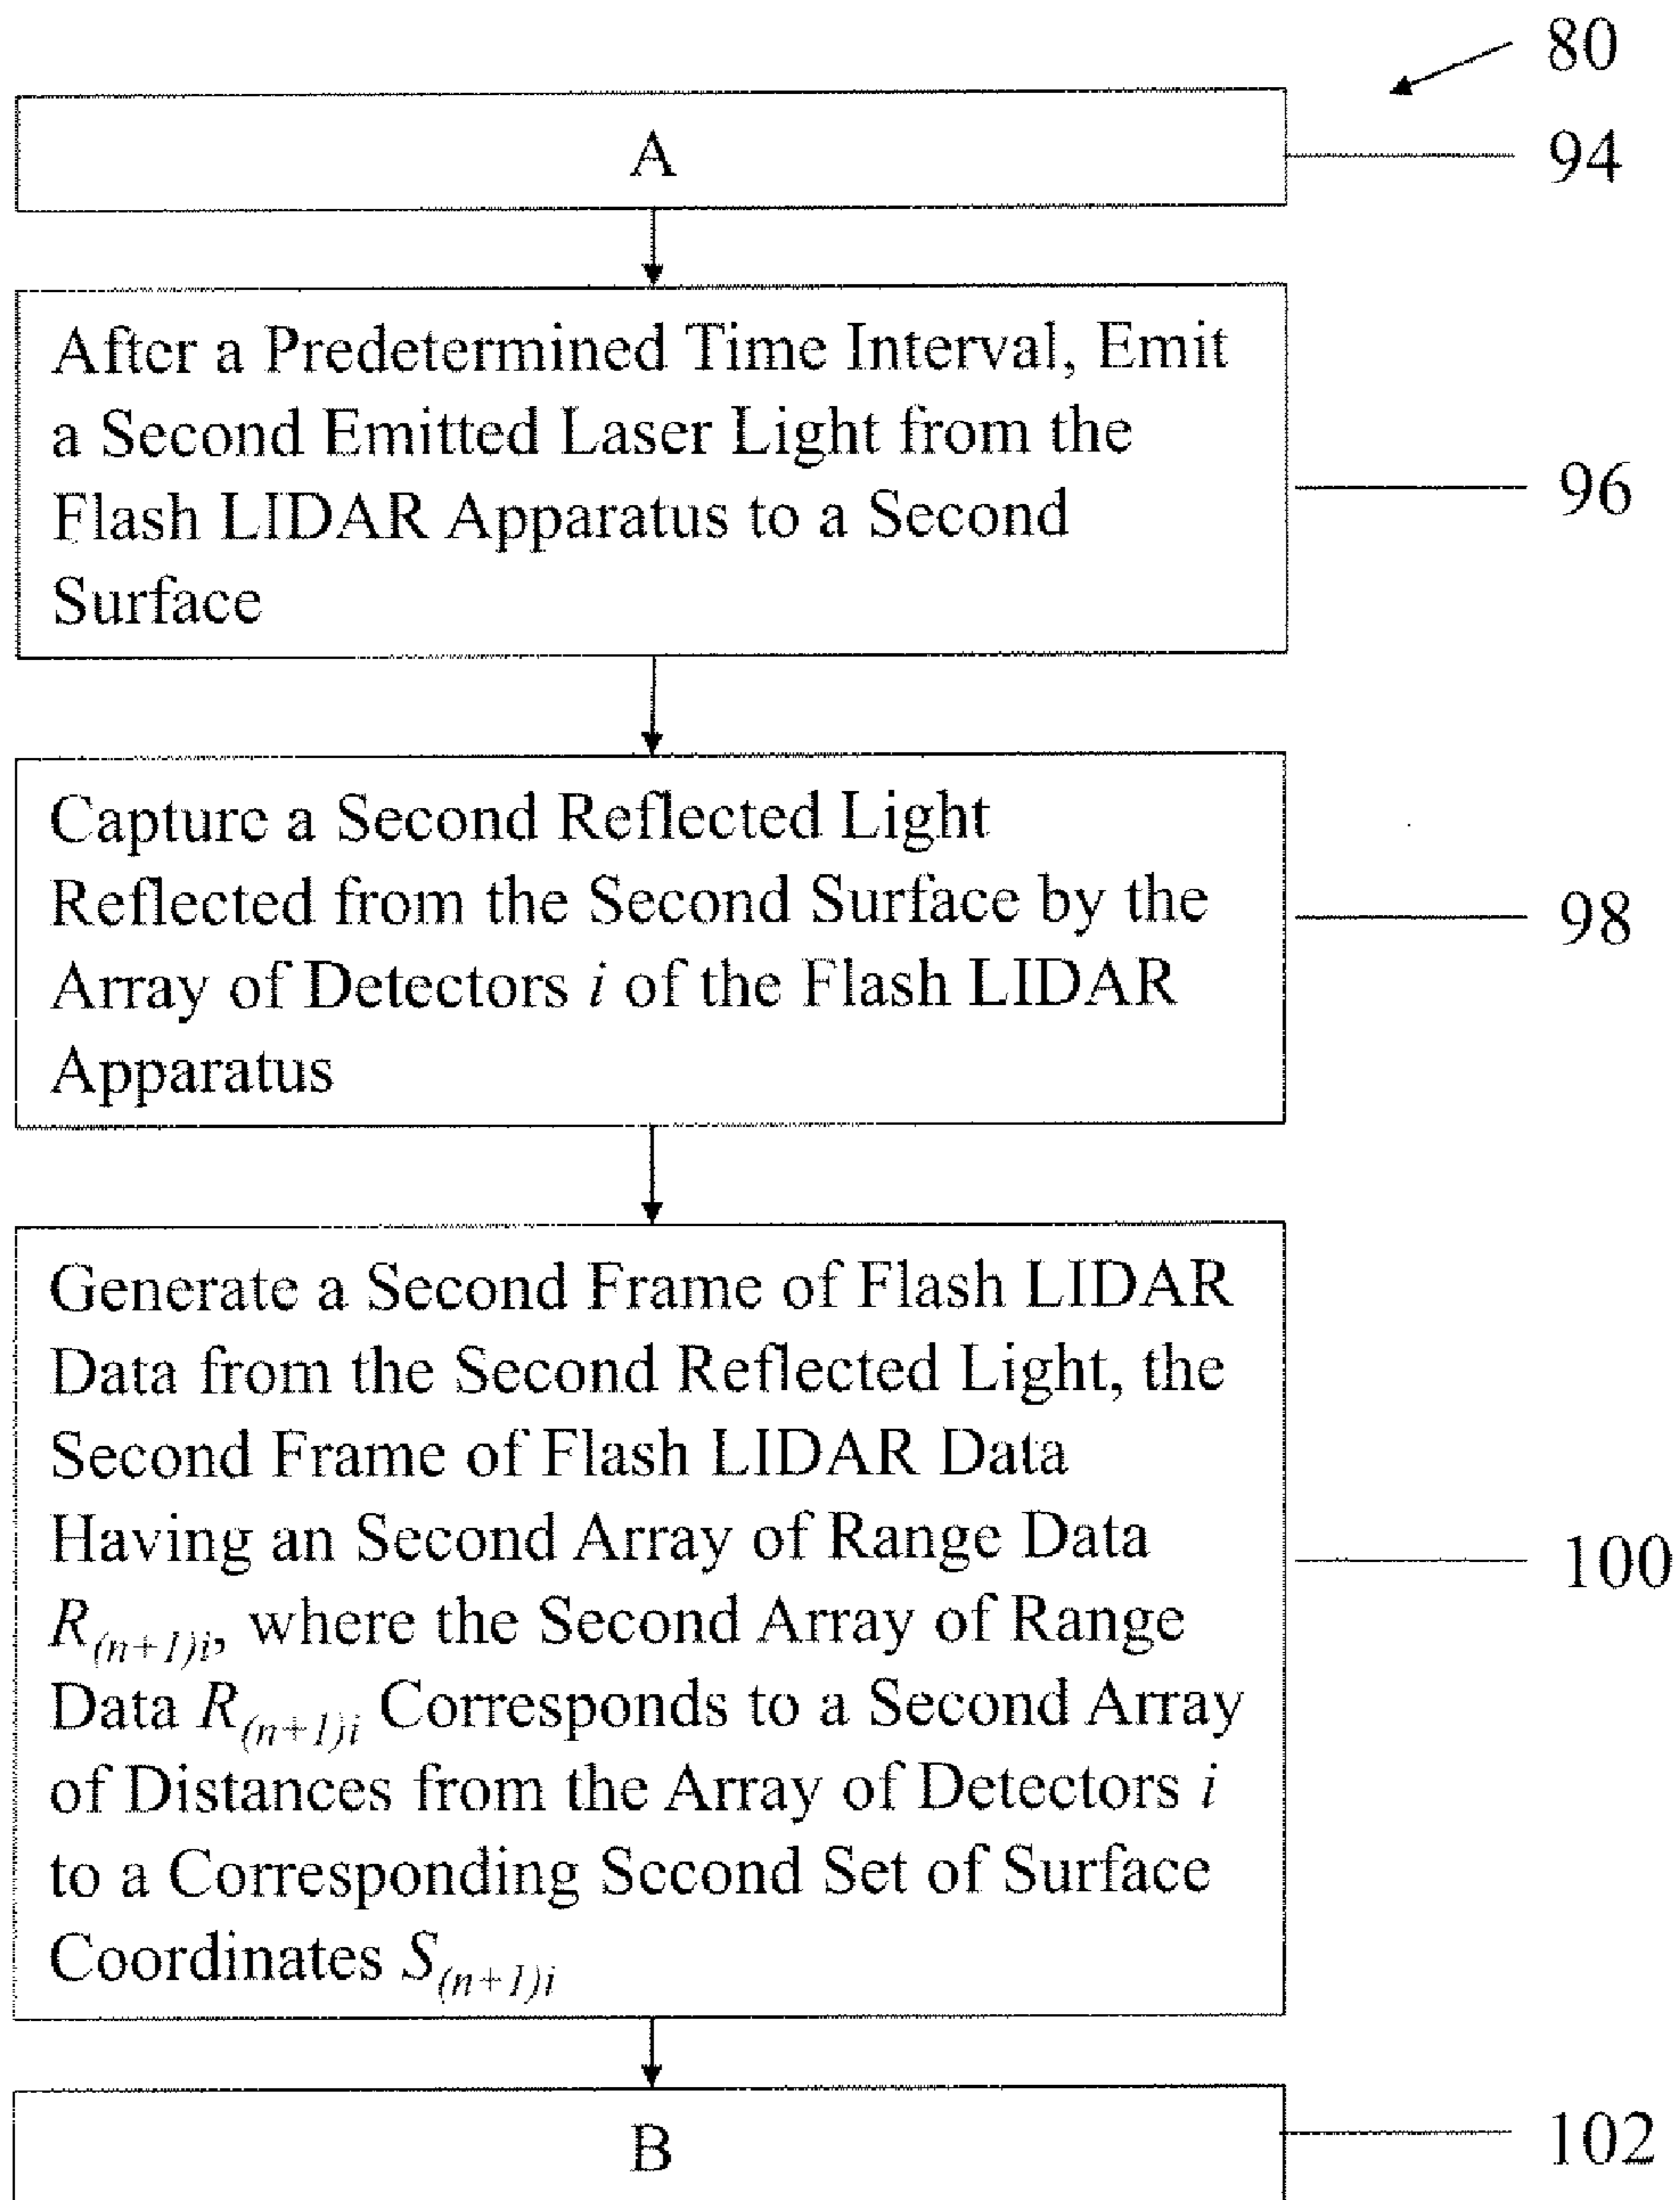 80
A
94
After a Predetermined Time Interval, Emit
a Second Emitted Laser Light from the
Flash LIDAR Apparatus to a Second
Surface
96
Capture a Second Reflected Light
Reflected from the Second Surface by the
Array of Detectors i of the Flash LIDAR
Apparatus
98
Generate a Second Frame of Flash LIDAR
Data from the Second Reflected Light, the
Second Frame of Flash LIDAR Data
Having an Second Array of Range Data
R(n+1)i, where the Second Array of Range
Data R(n+1)i Corresponds to a Second Array
of Distances from the Array of Detectors i
to a Corresponding Second Set of Surface
Coordinates S(n+1)i
100
B
102